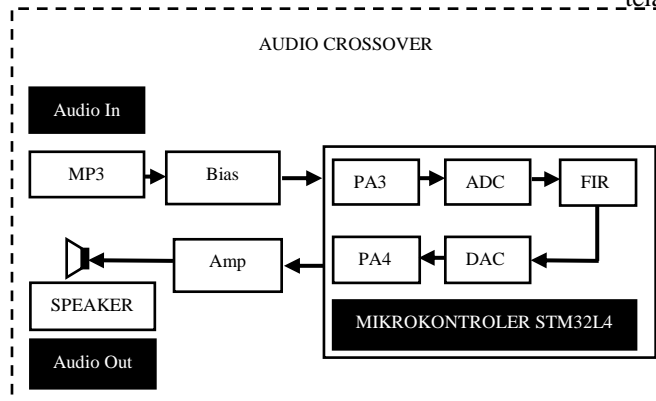 AUDIO CROSSOVER
Audio In
MP3
Bias
PA3
ADC
FIR
Amp
PA4
DAC
SPEAKER
MIKROKONTROLER STM32L4
Audio Out